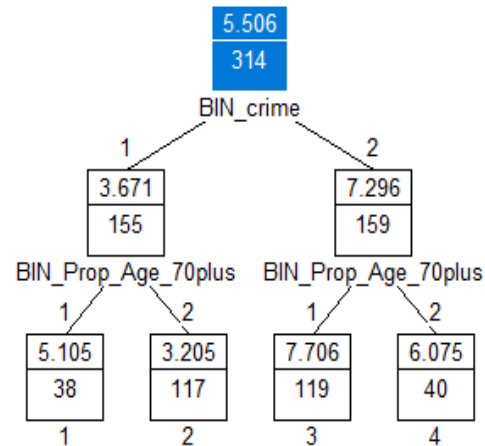 5.506
314
BIN_crime
1 2
3.671 7.296
155 159
BIN_Prop_Age_70plus BIN_Prop_Age_70plus
1 2 1 2
5.105 3.205 7.706 6.075
38 117 119 40
1 2 3 4